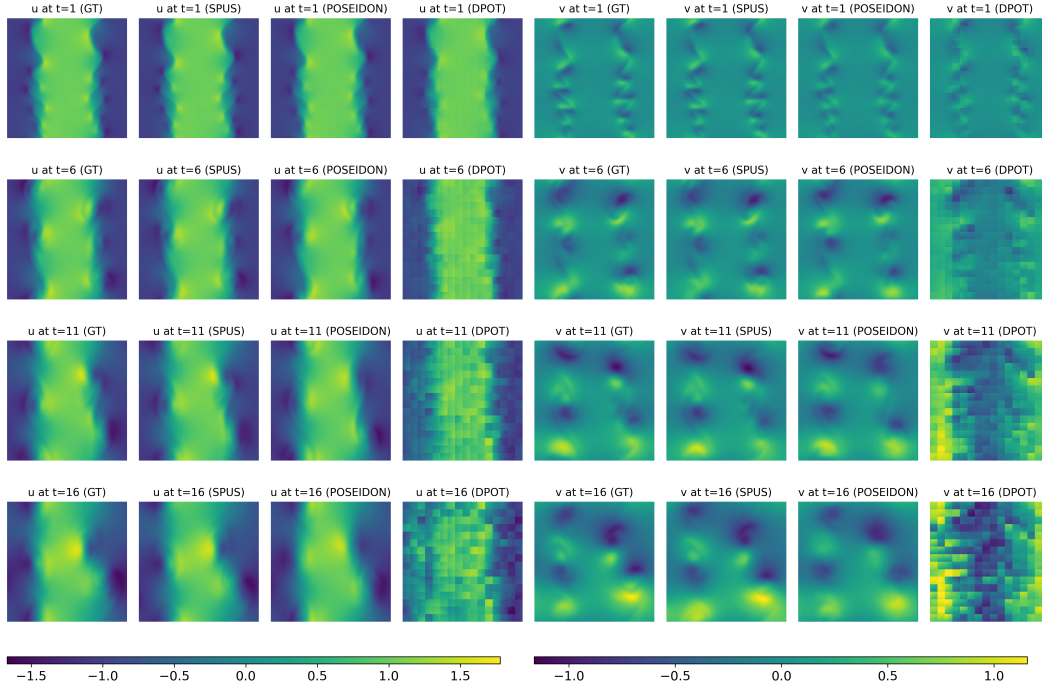 u at t=1 (GT) u at t=1 (SPUS) u at t=1 (POSEIDON) u at t=1 (DPOT) v at t=1 (GT) v at t=1 (SPUS) v at t=1 (POSEIDON) v at t=1 (DPOT)
u at t=6 (GT) u at t=6 (SPUS) u at t=6 (POSEIDON) u at t=6 (DPOT) v at t=6 (GT) v at t=6 (SPUS) v at t=6 (POSEIDON) v at t=6 (DPOT)
u at t=11 (GT) u at t=11 (SPUS) u at t=11 (POSEIDON) u at t=11 (DPOT) v at t=11 (GT) v at t=11 (SPUS) v at t=11 (POSEIDON) v at t=11 (DPOT)
u at t=16 (GT) u at t=16 (SPUS) u at t=16 (POSEIDON) u at t=16 (DPOT) v at t=16 (GT) v at t=16 (SPUS) v at t=16 (POSEIDON) v at t=16 (DPOT)
−1.5 −1.0 −0.5 0.0 0.5 1.0 1.5 −1.0 −0.5 0.0 0.5 1.0